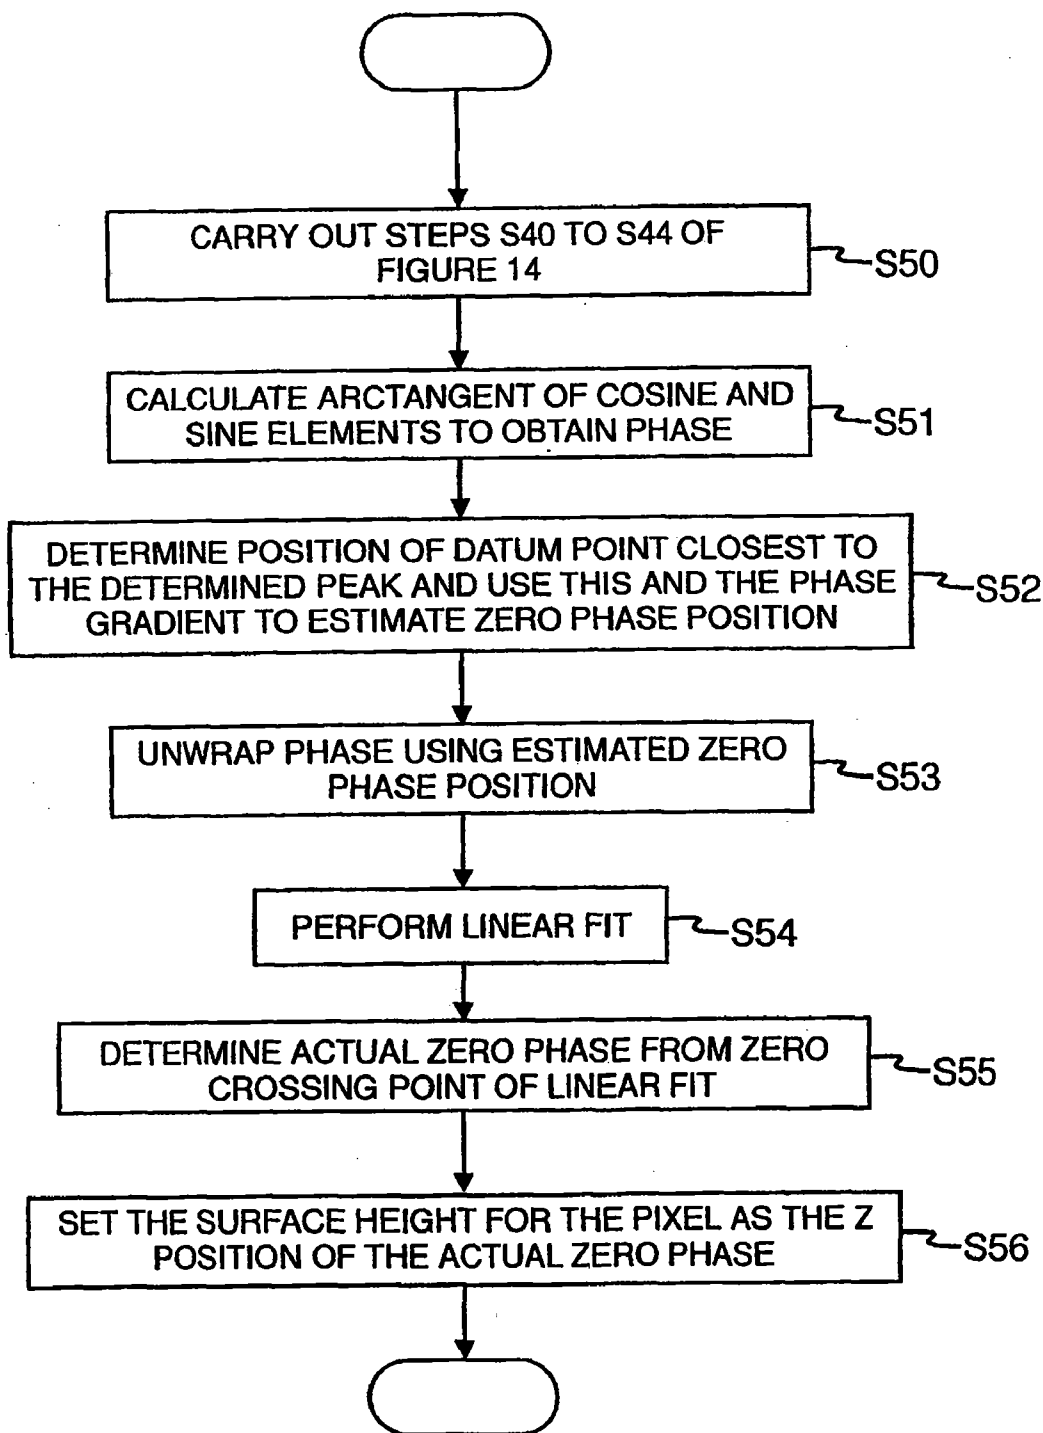 CARRY OUT STEPS S40 TO S44 OF
FIGURE 14
S50
CALCULATE ARCTANGENT OF COSINE AND
SINE ELEMENTS TO OBTAIN PHASE
S51
DETERMINE POSITION OF DATUM POINT CLOSEST TO
THE DETERMINED PEAK AND USE THIS AND THE PHASE
GRADIENT TO ESTIMATE ZERO PHASE POSITION
S52
UNWRAP PHASE USING ESTIMATED ZERO
PHASE POSITION
S53
PERFORM LINEAR FIT
S54
DETERMINE ACTUAL ZERO PHASE FROM ZERO
CROSSING POINT OF LINEAR FIT
S55
SET THE SURFACE HEIGHT FOR THE PIXEL AS THE Z
POSITION OF THE ACTUAL ZERO PHASE
S56